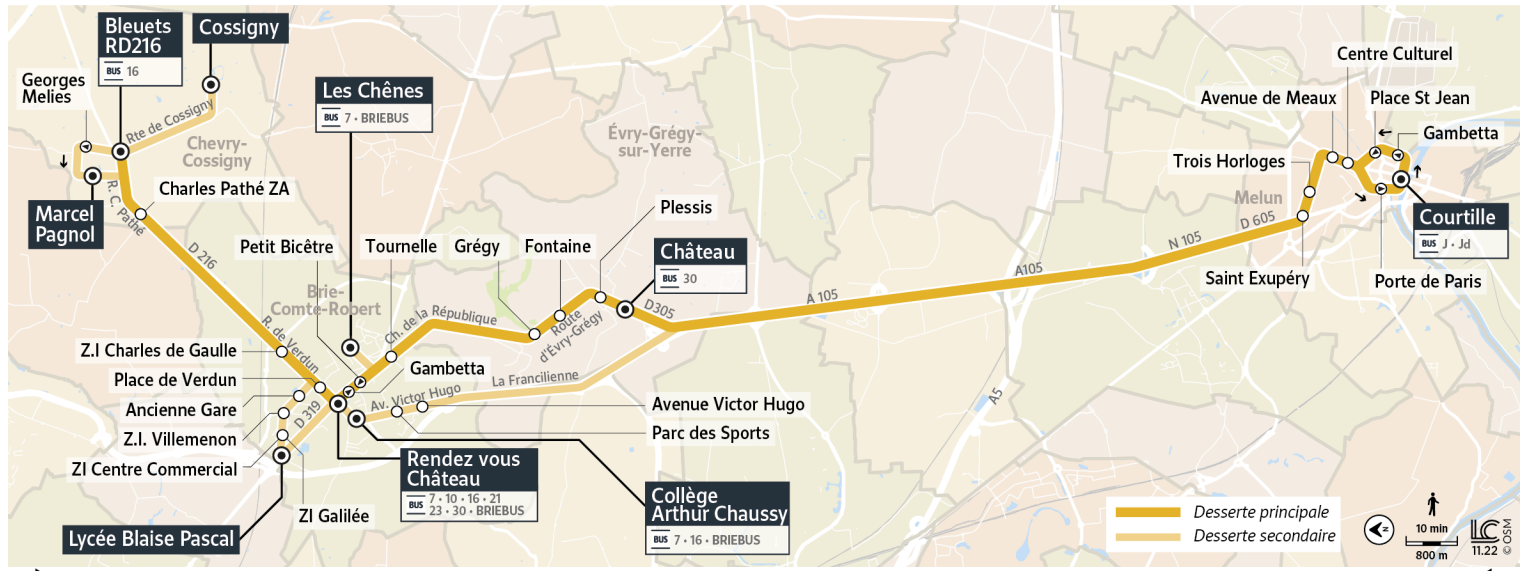 Bleuets
RD216
BUS 16
Cossigny
Georges
Melies
Rte de Cossigny
Chevry-
Cossigny
Les Chênes
BUS 7 • BRIEBUS
Évry-Grégy-
sur-Yerre
Centre Culturel
Avenue de Meaux
Place St Jean
Gambetta
Trois Horloges
Melun
D 605
N 105
Courtille
BUS J • Jd
Saint Exupéry
Porte de Paris
Marcel
Pagnol
R. C. Pathé
Charles Pathé ZA
D 216
Petit Bicêtre
Tournelle
Grégy
Fontaine
Plessis
Château
BUS 30
Brie-
Comte-Robert
Ch. de la République
Route
d'Évry-Grégy
D305
A 105
A105
A5
R. de Verdun
Z.I Charles de Gaulle
Place de Verdun
Ancienne Gare
Z.I. Villemenon
ZI Centre Commercial
D 319
Gambetta
Av. Victor Hugo
La Francilienne
Avenue Victor Hugo
Parc des Sports
Lycée Blaise Pascal
ZI Galilée
Rendez vous
Château
BUS 7 • 10 • 16 • 21
23 • 30 • BRIEBUS
Collège
Arthur Chaussy
BUS 7 • 16 • BRIEBUS
Desserte principale
Desserte secondaire
N
10 min
800 m
LC
11.22
© OSM